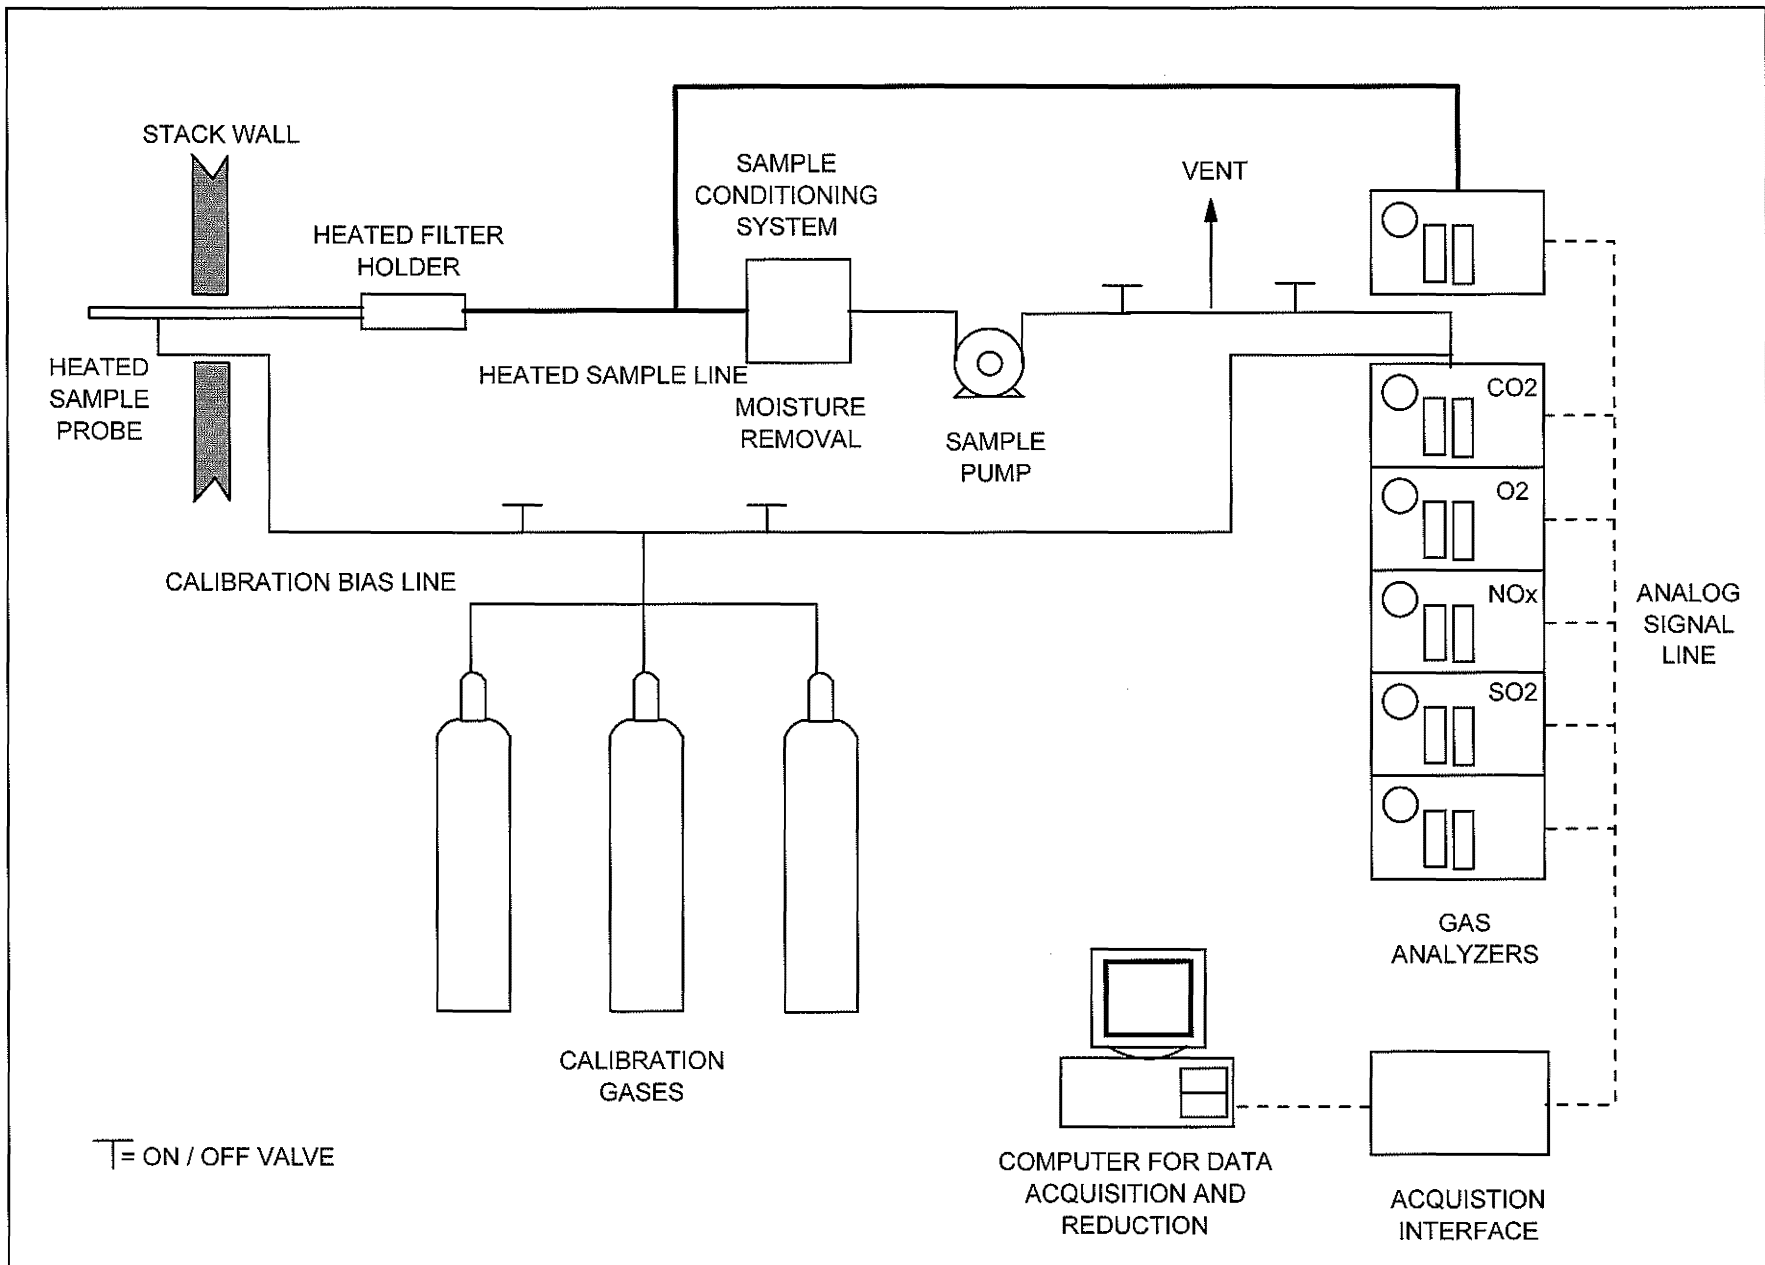 STACK WALL
SAMPLE
CONDITIONING
SYSTEM
VENT
HEATED FILTER
HOLDER
HEATED
SAMPLE
PROBE
HEATED SAMPLE LINE
MOISTURE
REMOVAL
SAMPLE
PUMP
CO2
O2
NOx
SO2
ANALOG
SIGNAL
LINE
CALIBRATION BIAS LINE
GAS
ANALYZERS
CALIBRATION
GASES
= ON / OFF VALVE
COMPUTER FOR DATA
ACQUISITION AND
REDUCTION
ACQUISTION
INTERFACE